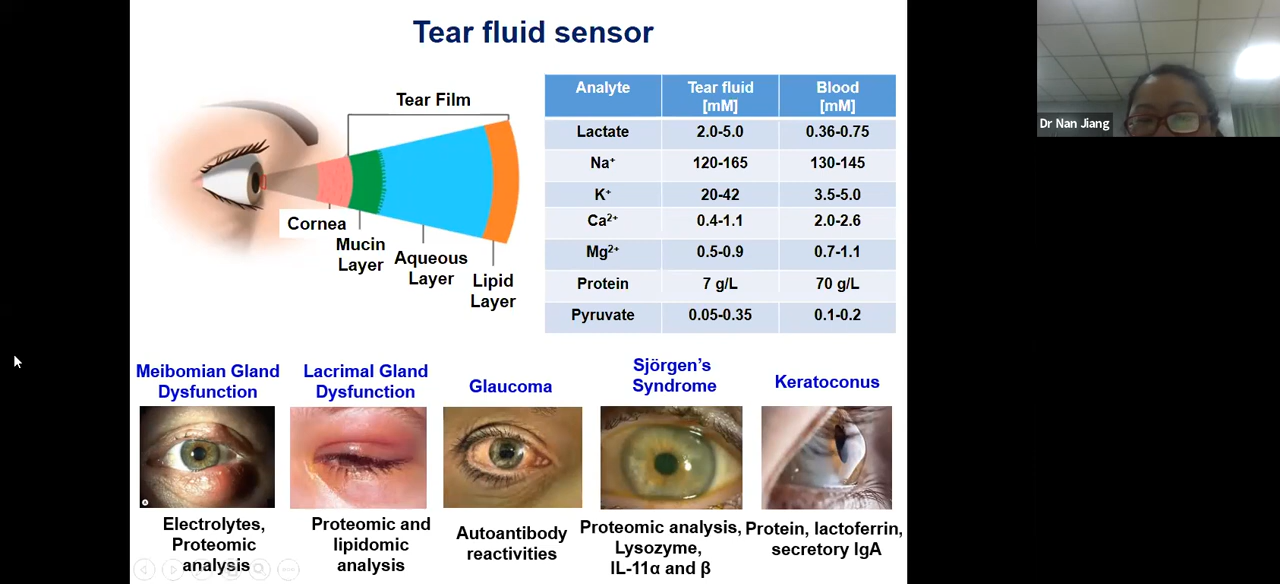 Tear fluid sensor
Tear Film
Cornea
Mucin
Layer
Aqueous
Layer
Lipid
Layer
Analyte Tear fluid [mM] Blood [mM]
Lactate 2.0-5.0 0.36-0.75
Na⁺ 120-165 130-145
K⁺ 20-42 3.5-5.0
Ca²⁺ 0.4-1.1 2.0-2.6
Mg²⁺ 0.5-0.9 0.7-1.1
Protein 7 g/L 70 g/L
Pyruvate 0.05-0.35 0.1-0.2
Dr Nan Jiang
Meibomian Gland
Dysfunction
Electrolytes,
Proteomic
analysis
Lacrimal Gland
Dysfunction
Proteomic and
lipidomic
analysis
Glaucoma
Autoantibody
reactivities
Sjörgen’s
Syndrome
Proteomic analysis,
Lysozyme,
IL-11α and β
Keratoconus
Protein, lactoferrin,
secretory IgA